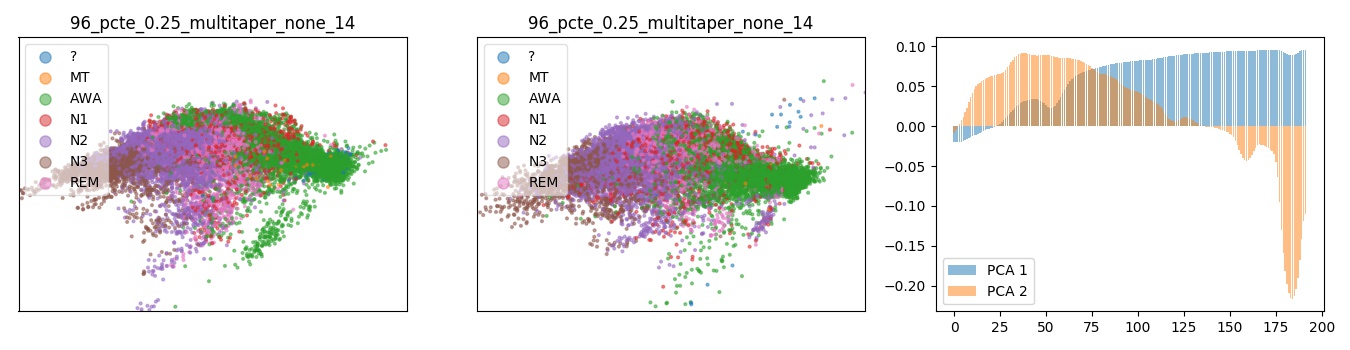 96_pcte_0.25_multitaper_none_14
?
MT
AWA
N1
N2
N3
REM
96_pcte_0.25_multitaper_none_14
?
MT
AWA
N1
N2
N3
REM
0.10
0.05
0.00
−0.05
−0.10
−0.15
−0.20
PCA 1
PCA 2
0 25 50 75 100 125 150 175 200